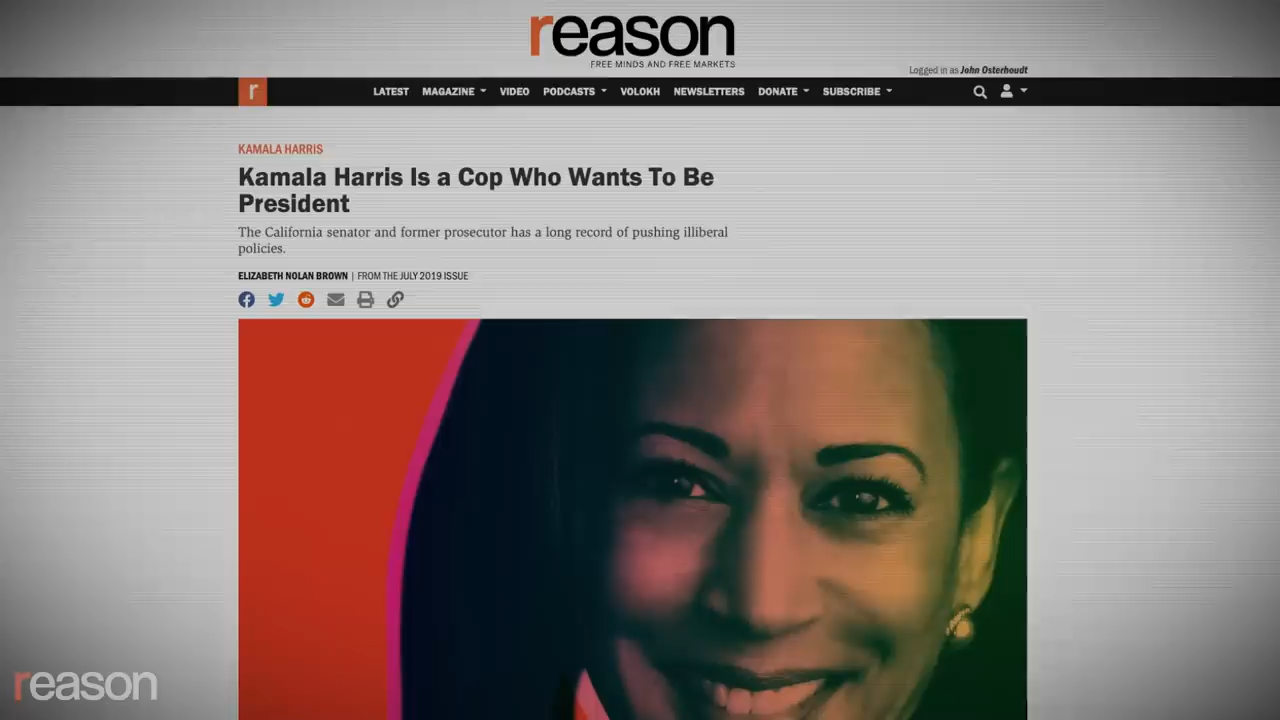 reason
FREE MINDS AND FREE MARKETS
Logged in as John Osterhoudt
r
LATEST MAGAZINE VIDEO PODCASTS VOLOKH NEWSLETTERS DONATE SUBSCRIBE
KAMALA HARRIS
Kamala Harris Is a Cop Who Wants To Be
President
The California senator and former prosecutor has a long record of pushing illiberal
policies.
ELIZABETH NOLAN BROWN | FROM THE JULY 2019 ISSUE
reason